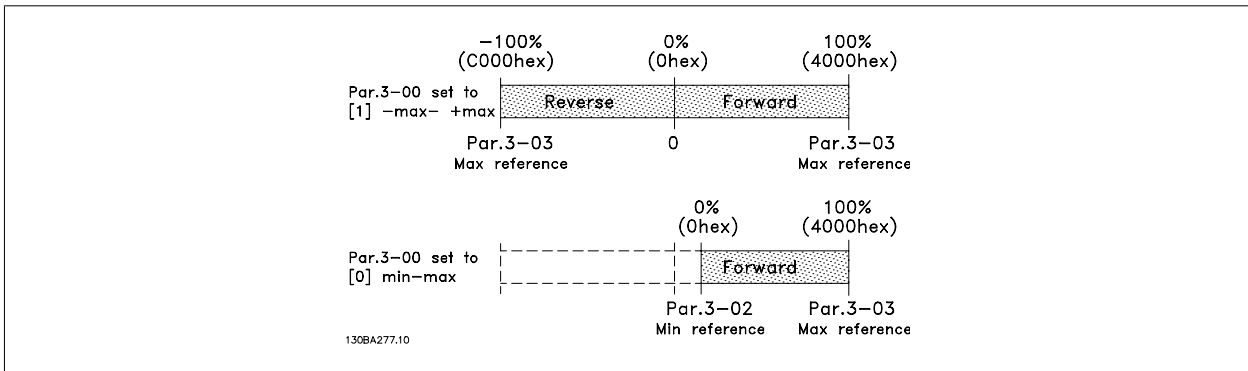 -100% 0% 100%
(C000hex) (0hex) (4000hex)
Par.3-00 set to
[1] -max- +max
Reverse Forward
Par.3-03 0 Par.3-03
Max reference Max reference
0% 100%
(0hex) (4000hex)
Par.3-00 set to
[0] min-max
Forward
Par.3-02 Par.3-03
Min reference Max reference
130BA277.10